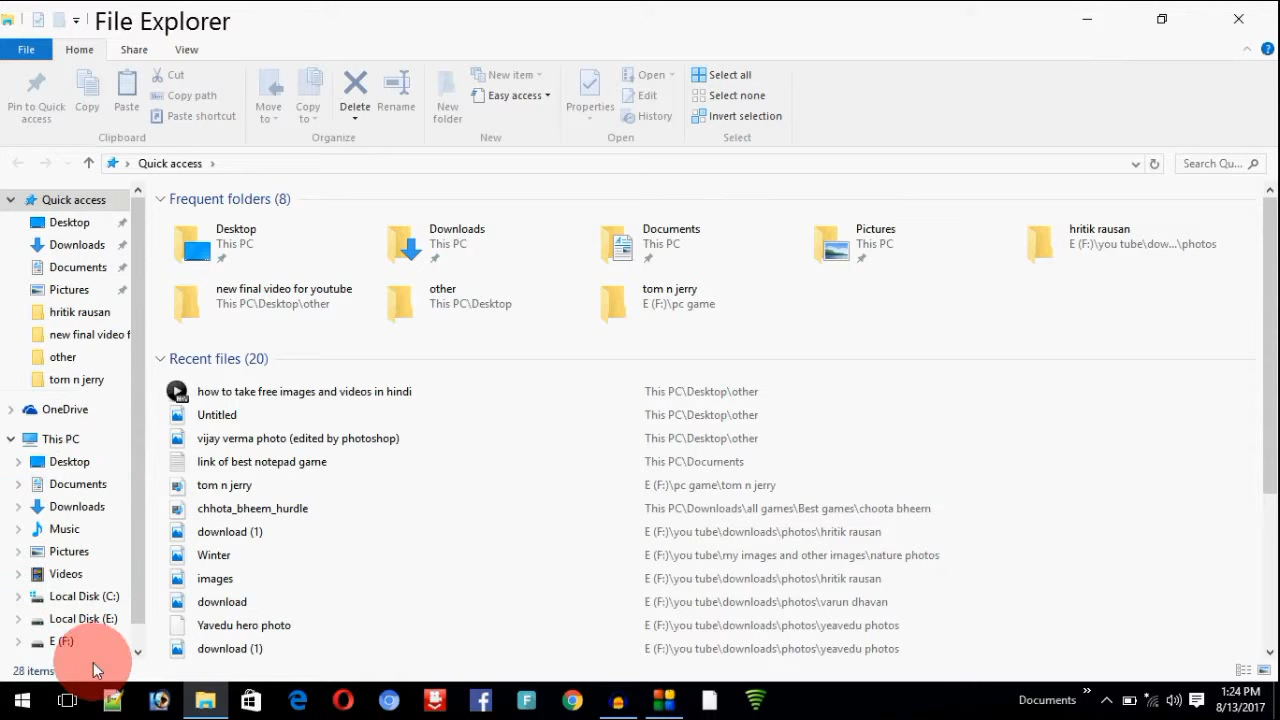 File Explorer
File Home Share View
Pin to Quick access
Copy
Paste
Cut
Copy path
Paste shortcut
Clipboard
Move to
Copy to
Delete
Rename
Organize
New folder
New item
Easy access
New
Properties
Open
Edit
History
Open
Select all
Select none
Invert selection
Select
Quick access
Search Qu...
Quick access
Desktop
Downloads
Documents
Pictures
hritik rausan
new final video f
other
tom n jerry
OneDrive
This PC
Desktop
Documents
Downloads
Music
Pictures
Videos
Local Disk (C:)
Local Disk (E:)
E (F:)
28 items
Frequent folders (8)
Desktop
This PC
Downloads
This PC
Documents
This PC
Pictures
This PC
hritik rausan
E (F:)\you tube\dow...\photos
new final video for youtube
This PC\Desktop\other
other
This PC\Desktop
tom n jerry
E (F:)\pc game
Recent files (20)
how to take free images and videos in hindi This PC\Desktop\other
Untitled This PC\Desktop\other
vijay verma photo (edited by photoshop) This PC\Desktop\other
link of best notepad game This PC\Documents
tom n jerry E (F:)\pc game\tom n jerry
chhota_bheem_hurdle This PC\Downloads\all games\Best games\choota bheem
download (1) E (F:)\you tube\downloads\photos\hritik rausan
Winter E (F:)\you tube\my images and other images\nature photos
images E (F:)\you tube\downloads\photos\hritik rausan
download E (F:)\you tube\downloads\photos\varun dhavan
Yavedu hero photo E (F:)\you tube\downloads\photos\yeavedu photos
download (1) E (F:)\you tube\downloads\photos\yeavedu photos
Documents
1:24 PM
8/13/2017